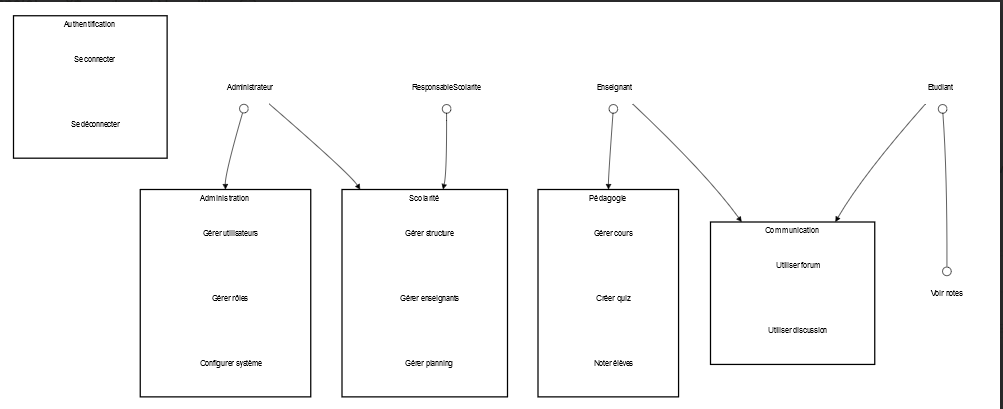 Authentification
Se connecter
Se déconnecter
Administrateur
ResponsableScolarite
Enseignant
Etudiant
Administration
Gérer utilisateurs
Gérer rôles
Configurer système
Scolarité
Gérer structure
Gérer enseignants
Gérer planning
Pédagogie
Gérer cours
Créer quiz
Noter élèves
Communication
Utiliser forum
Utiliser discussion
Voir notes